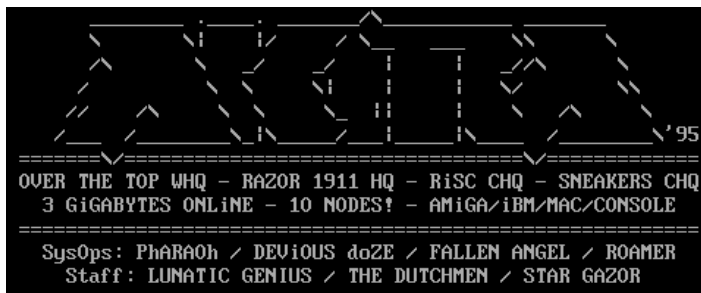 '95
OVER THE TOP WHQ - RAZOR 1911 HQ - RiSC CHQ - SNEAKERS CHQ
3 GiGABYTES ONLiNE - 10 NODES! - AMiGA/iBM/MAC/CONSOLE
SysOps: PhARAOh / DEViOUS doZE / FALLEN ANGEL / ROAMER
Staff: LUNATIC GENIUS / THE DUTCHMEN / STAR GAZOR